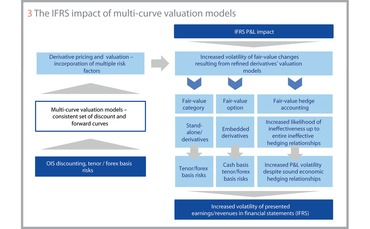 3 The IFRS impact of multi-curve valuation models
Derivative pricing and valuation –
incorporation of multiple risk
factors
Multi-curve valuation models –
consistent set of discount and
forward curves
OIS discounting, tenor / forex basis
risks
IFRS P&L impact
Increased volatility of fair-value changes
resulting from refined derivatives' valuation
models
Fair-value
category
Fair-value
option
Fair-value hedge
accounting
Stand-
alone/
derivatives
Embedded
derivatives
Increased likelihood of
ineffectiveness up to
entire ineffective
hedging relationships
Tenor/forex
basis risks
Cash basis
tenor/forex
basis risks
Increased P&L volatility
despite sound economic
hedging relationships
Increased volatility of presented
earnings/revenues in financial statements (IFRS)